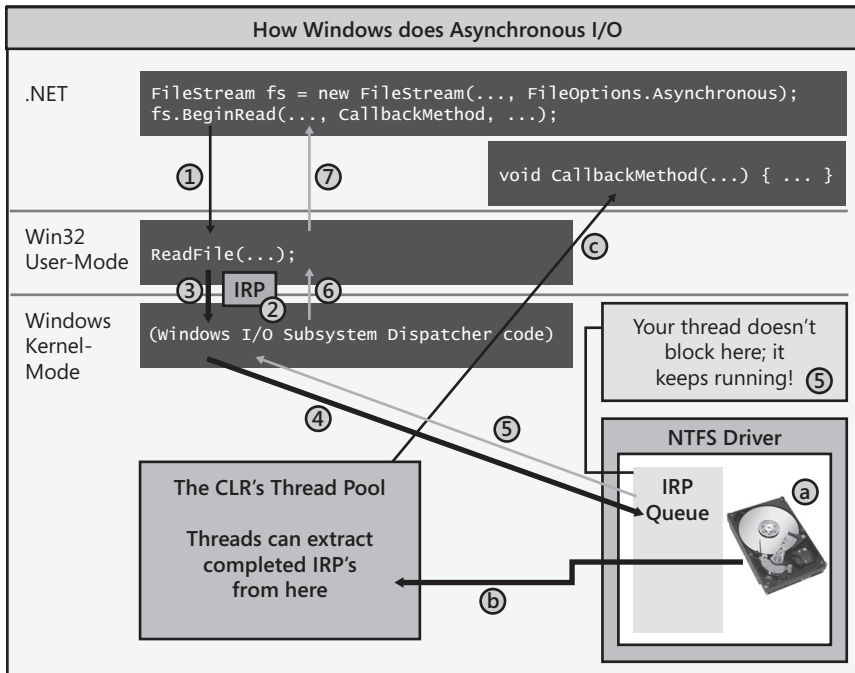 How Windows does Asynchronous I/O
.NET
FileStream fs = new FileStream(..., FileOptions.Asynchronous);
fs.BeginRead(..., CallbackMethod, ...);
void CallbackMethod(...) { ... }
1
7
Win32
User-Mode
ReadFile(...);
c
3
IRP
2
6
Windows
Kernel-
Mode
(Windows I/O Subsystem Dispatcher code)
Your thread doesn't
block here; it
keeps running!
5
4
5
NTFS Driver
IRP
Queue
a
The CLR's Thread Pool
Threads can extract
completed IRP's
from here
b